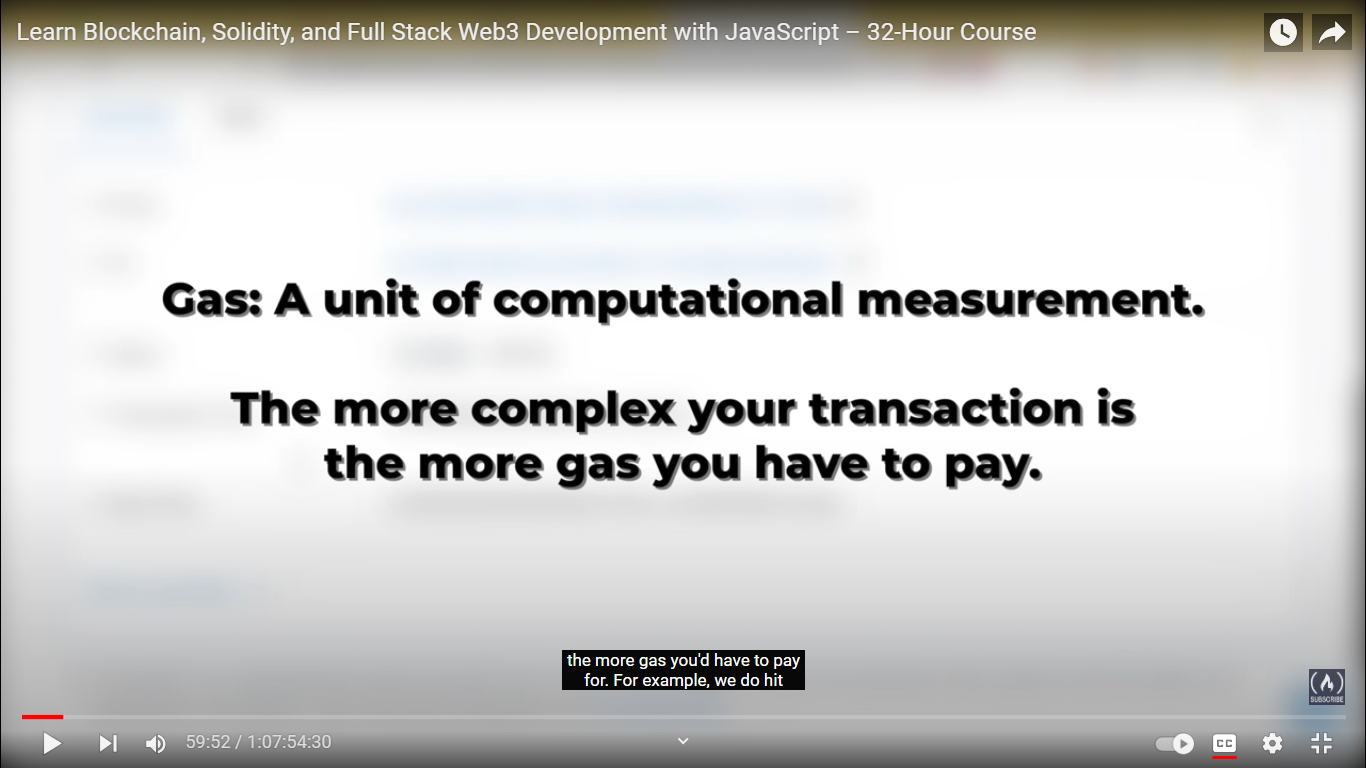 Learn Blockchain, Solidity, and Full Stack Web3 Development with JavaScript – 32-Hour Course
Gas: A unit of computational measurement.
The more complex your transaction is
the more gas you have to pay.
the more gas you'd have to pay
for. For example, we do hit
SUBSCRIBE
59:52 / 1:07:54:30
CC